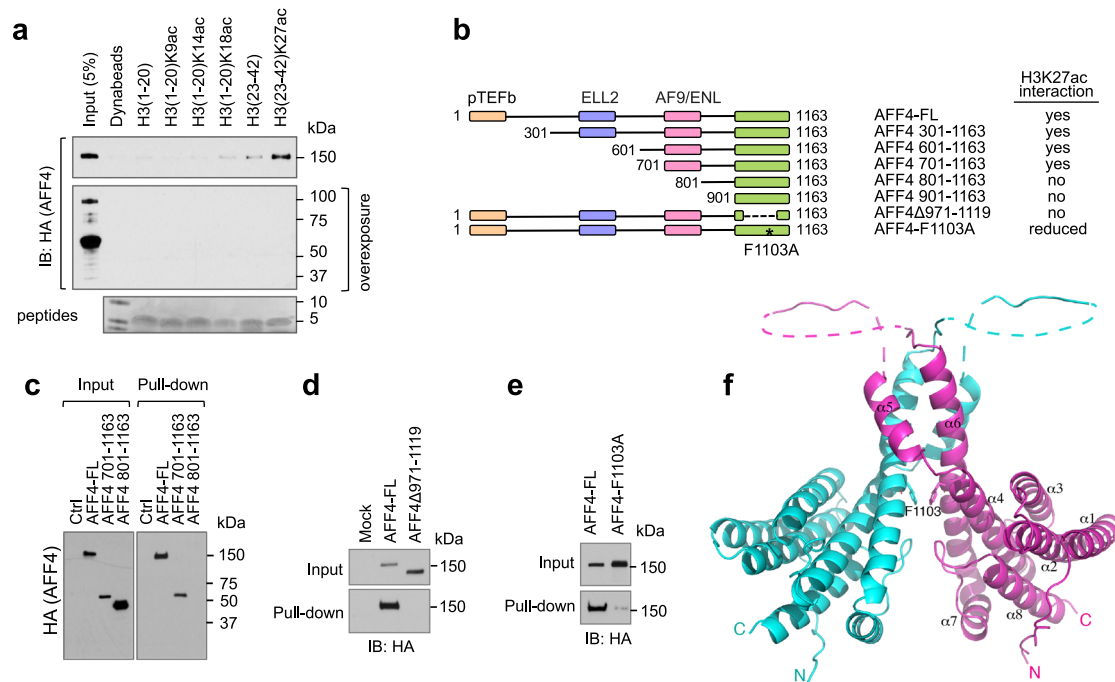 a
Input (5%)
Dynabeads
H3(1-20)
H3(1-20)K9ac
H3(1-20)K14ac
H3(1-20)K18ac
H3(23-42)
H3(23-42)K27ac
kDa
IB: HA (AFF4)
150
100
75
50
37
overexposure
peptides
10
5
b
H3K27ac
interaction
pTEFb ELL2 AF9/ENL
1 1163 AFF4-FL yes
301 1163 AFF4 301-1163 yes
601 1163 AFF4 601-1163 yes
701 1163 AFF4 701-1163 yes
801 1163 AFF4 801-1163 no
901 1163 AFF4 901-1163 no
1 1163 AFF4Δ971-1119 no
1 * 1163 AFF4-F1103A reduced
F1103A
c
Input Pull-down
Ctrl
AFF4-FL
AFF4 701-1163
AFF4 801-1163
Ctrl
AFF4-FL
AFF4 701-1163
AFF4 801-1163
kDa
HA (AFF4)
150
75
50
37
d
Mock
AFF4-FL
AFF4Δ971-1119
kDa
Input 150
Pull-down 150
IB: HA
e
AFF4-FL
AFF4-F1103A
kDa
Input 150
Pull-down 150
IB: HA
f
α5
α6
α3
α4
F1103
α1
α2
α7
α8
C
C
N
N